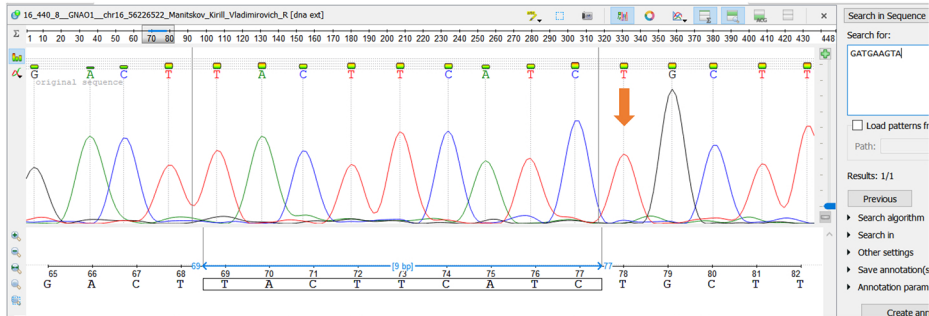 16_440_8__GNAO1__chr16_56226522_Manitskov_Kirill_Vladimirovich_R [dna ext]
Search in Sequence
Σ 1 10 20 30 40 50 60 70 80 90 100 110 120 130 140 150 160 170 180 190 200 210 220 230 240 250 260 270 280 290 300 310 320 330 340 350 360 370 380 390 400 410 420 430 448
Search for:
GATGAAGTA
G A C T T A C T T C A T C T G C T T
original sequence
Load patterns fr
Path:
Results: 1/1
Previous
Search algorithm
Search in
Other settings
Save annotation(s
Annotation param
Create ann
69 [9 bp] 77
65 66 67 68 69 70 71 72 73 74 75 76 77 78 79 80 81 82
G A C T T A C T T C A T C T G C T T